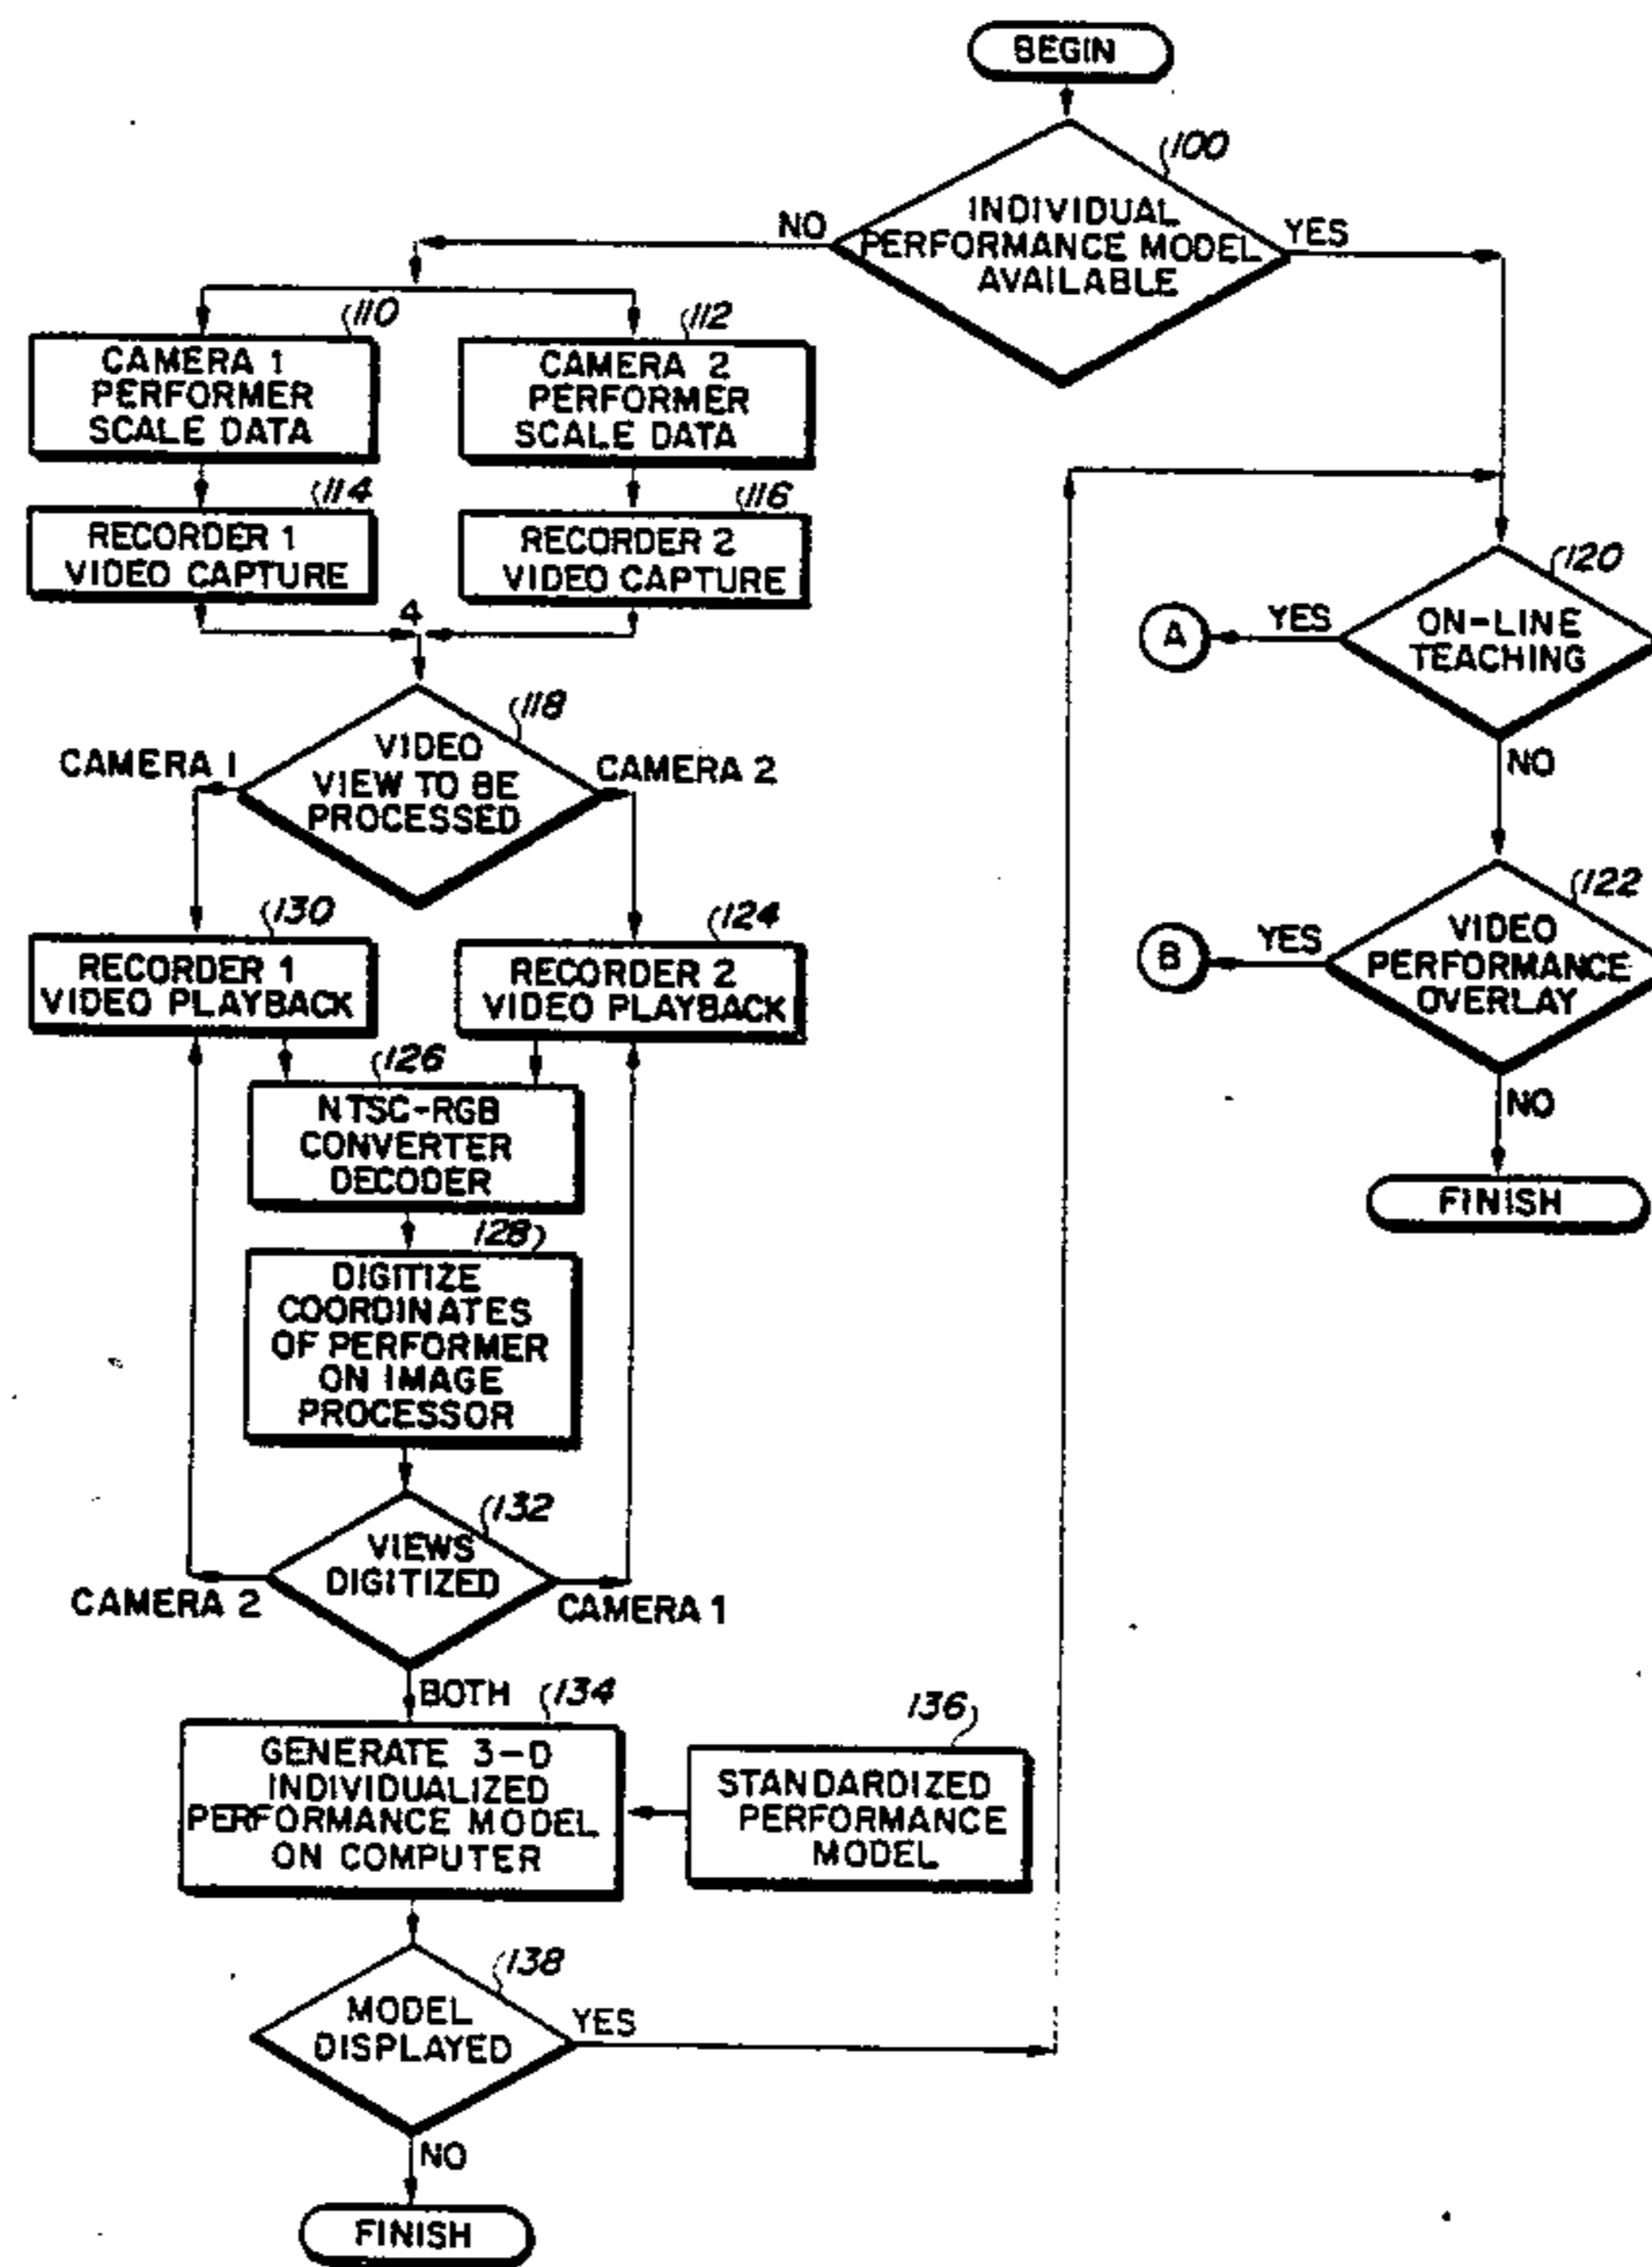 BEGIN
100
INDIVIDUAL
PERFORMANCE MODEL
AVAILABLE
NO
YES
110
CAMERA 1
PERFORMER
SCALE DATA
112
CAMERA 2
PERFORMER
SCALE DATA
114
RECORDER 1
VIDEO CAPTURE
116
RECORDER 2
VIDEO CAPTURE
4
118
VIDEO
VIEW TO BE
PROCESSED
CAMERA 1
CAMERA 2
130
RECORDER 1
VIDEO PLAYBACK
124
RECORDER 2
VIDEO PLAYBACK
126
NTSC-RGB
CONVERTER
DECODER
128
DIGITIZE
COORDINATES
OF PERFORMER
ON IMAGE
PROCESSOR
132
VIEWS
DIGITIZED
CAMERA 2
CAMERA 1
BOTH
134
GENERATE 3-D
INDIVIDUALIZED
PERFORMANCE MODEL
ON COMPUTER
136
STANDARDIZED
PERFORMANCE
MODEL
138
MODEL
DISPLAYED
YES
NO
FINISH
120
ON-LINE
TEACHING
YES
A
NO
122
VIDEO
PERFORMANCE
OVERLAY
YES
B
NO
FINISH